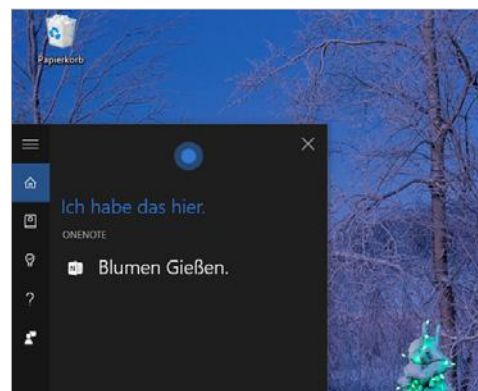 Papierkorb
Ich habe das hier.
ONENOTE
N
Blumen Gießen.
?